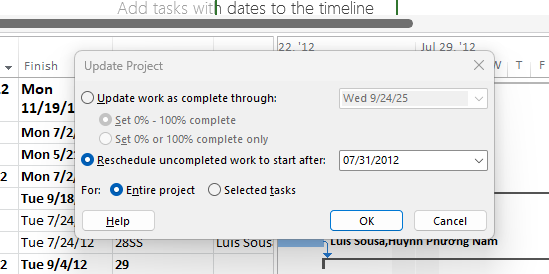 Add tasks with dates to the timeline
22, '12
Jul 29, '12
Finish
W T F
Update Project
12 Mon
11/19/1
Update work as complete through:
Wed 9/24/25
Set 0% - 100% complete
Mon 7/2/
Set 0% or 100% complete only
Mon 5/2
Reschedule uncompleted work to start after:
07/31/2012
2 Mon 7/2
For:
Entire project
Selected tasks
Tue 9/18
Tue 7/24
Help
OK
Cancel
Tue 7/24/12
28SS
Luis Sous
Luis Sousa,Huỳnh Phương Nam
2 Tue 9/4/12
29